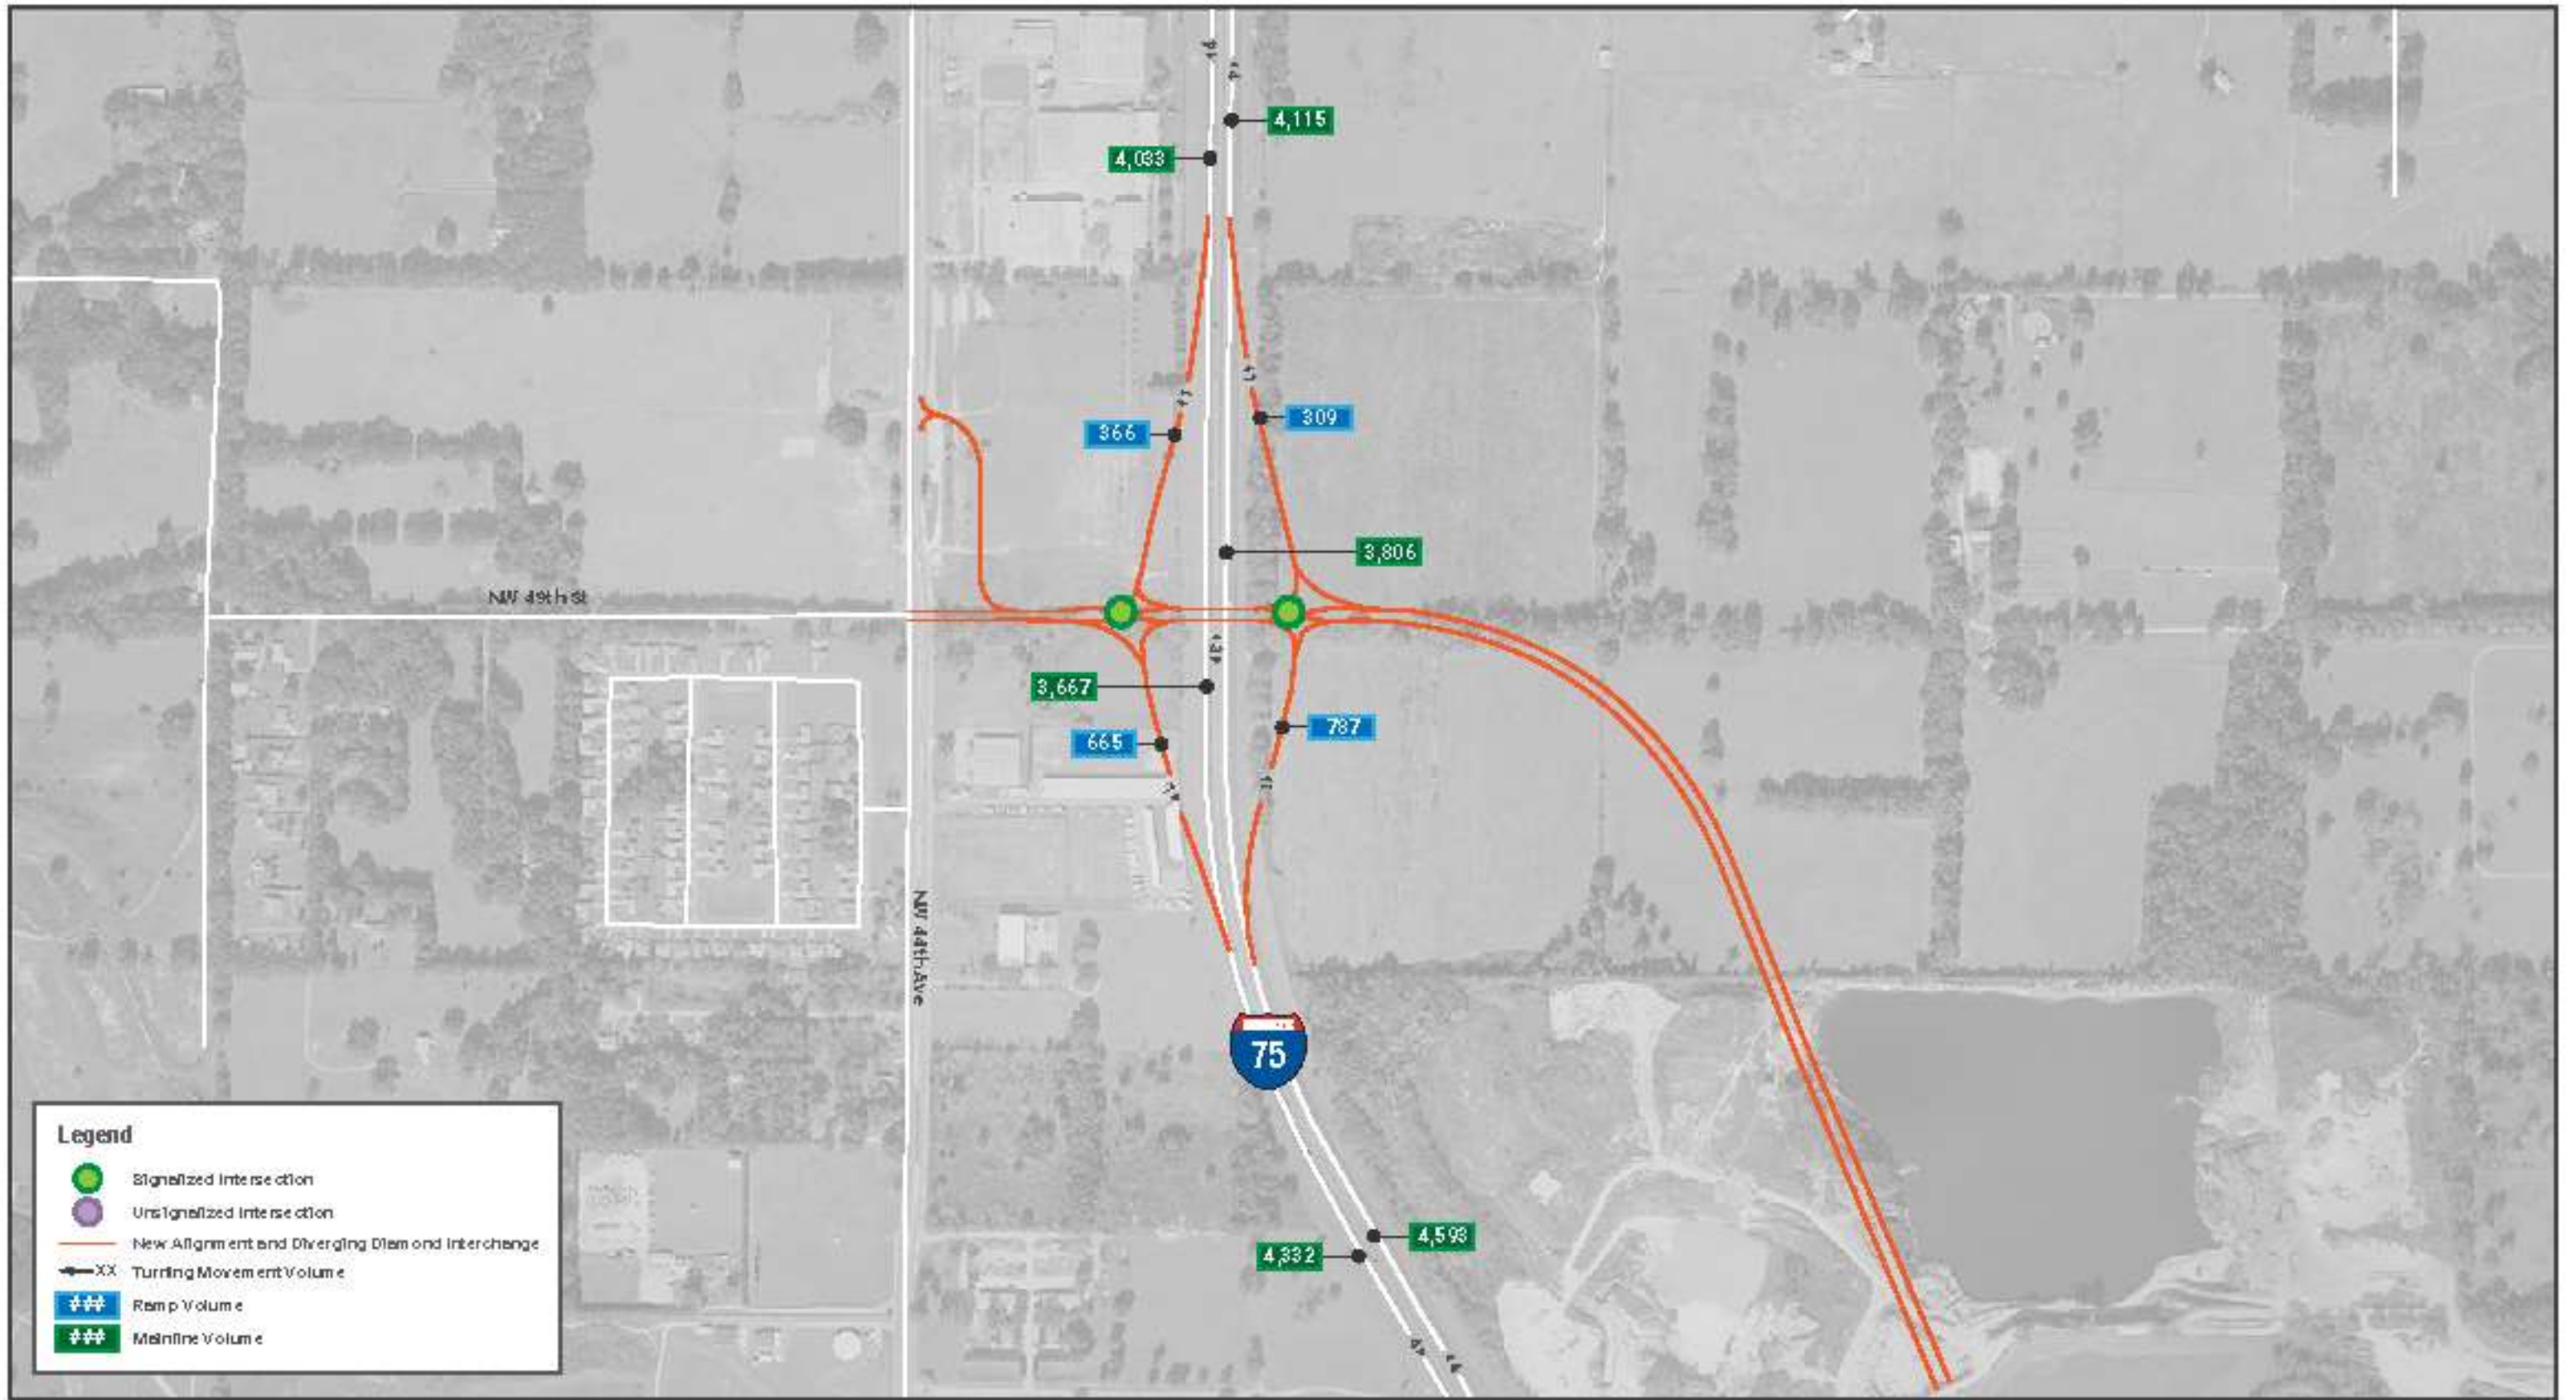 4,115
4,033
366
309
3,806
NW 49th St
3,667
665
787
NW 44th Ave
75
4,593
4,332
Legend
Signalized Intersection
Unsignalized Intersection
New Alignment and Diverging Diamond Interchange
XX Turning Movement Volume
### Ramp Volume
### Mainline Volume